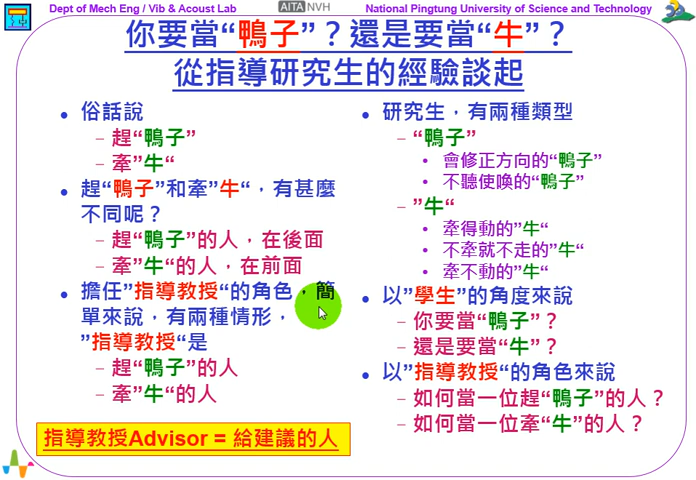 Dept of Mech Eng / Vib & Acoust Lab
AITA NVH
National Pingtung University of Science and Technology
你要當“鴨子”？還是要當“牛”？
從指導研究生的經驗談起
• 俗話說
– 趕“鴨子”
– 牽”牛“
• 趕“鴨子”和牽”牛“，有甚麼
不同呢？
– 趕“鴨子”的人，在後面
– 牽”牛“的人，在前面
• 擔任”指導教授“的角色，簡
單來說，有兩種情形，
”指導教授“是
– 趕“鴨子”的人
– 牽”牛“的人
指導教授Advisor = 給建議的人
• 研究生，有兩種類型
– “鴨子”
• 會修正方向的“鴨子”
• 不聽使喚的“鴨子”
– ”牛“
• 牽得動的”牛“
• 不牽就不走的”牛“
• 牽不動的”牛“
• 以”學生”的角度來說
– 你要當“鴨子”？
– 還是要當“牛”？
• 以”指導教授“的角色來說
– 如何當一位趕“鴨子”的人？
– 如何當一位牽“牛”的人？